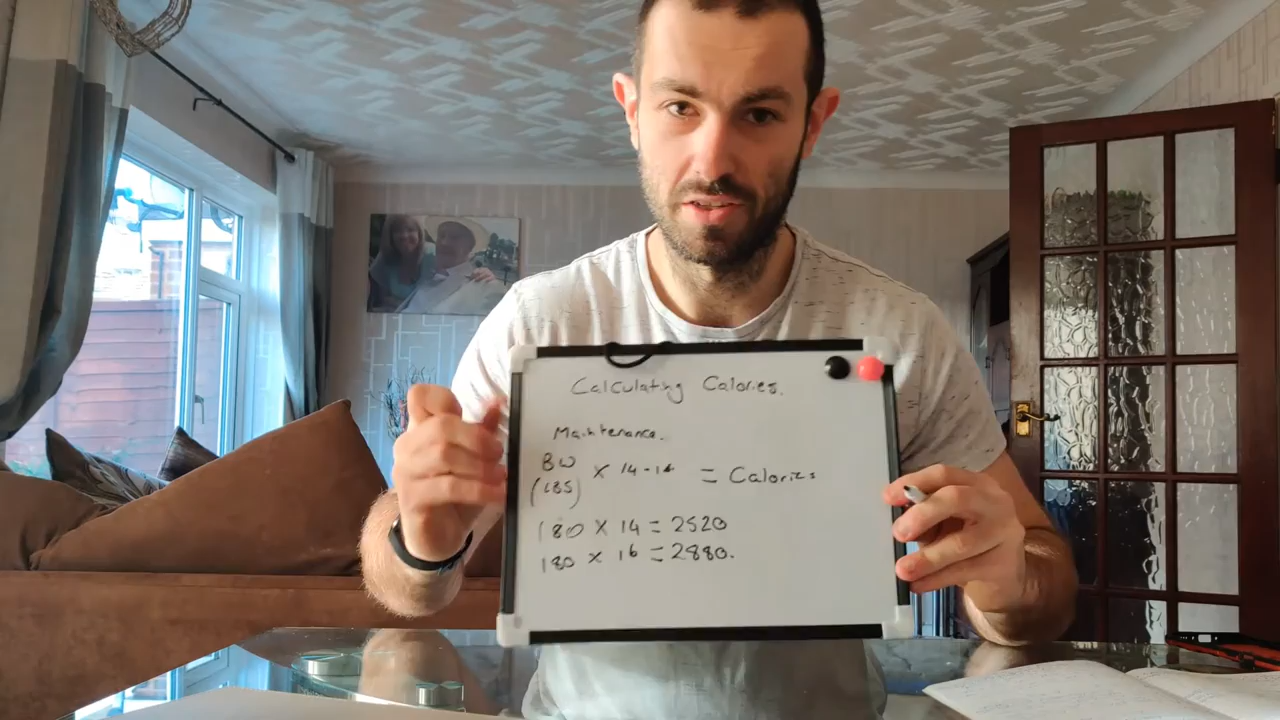 Calculating Calories.
Maintenance.
BW
(LBS) x 14-16 = Calories
180 x 14 = 2520
180 x 16 = 2880.